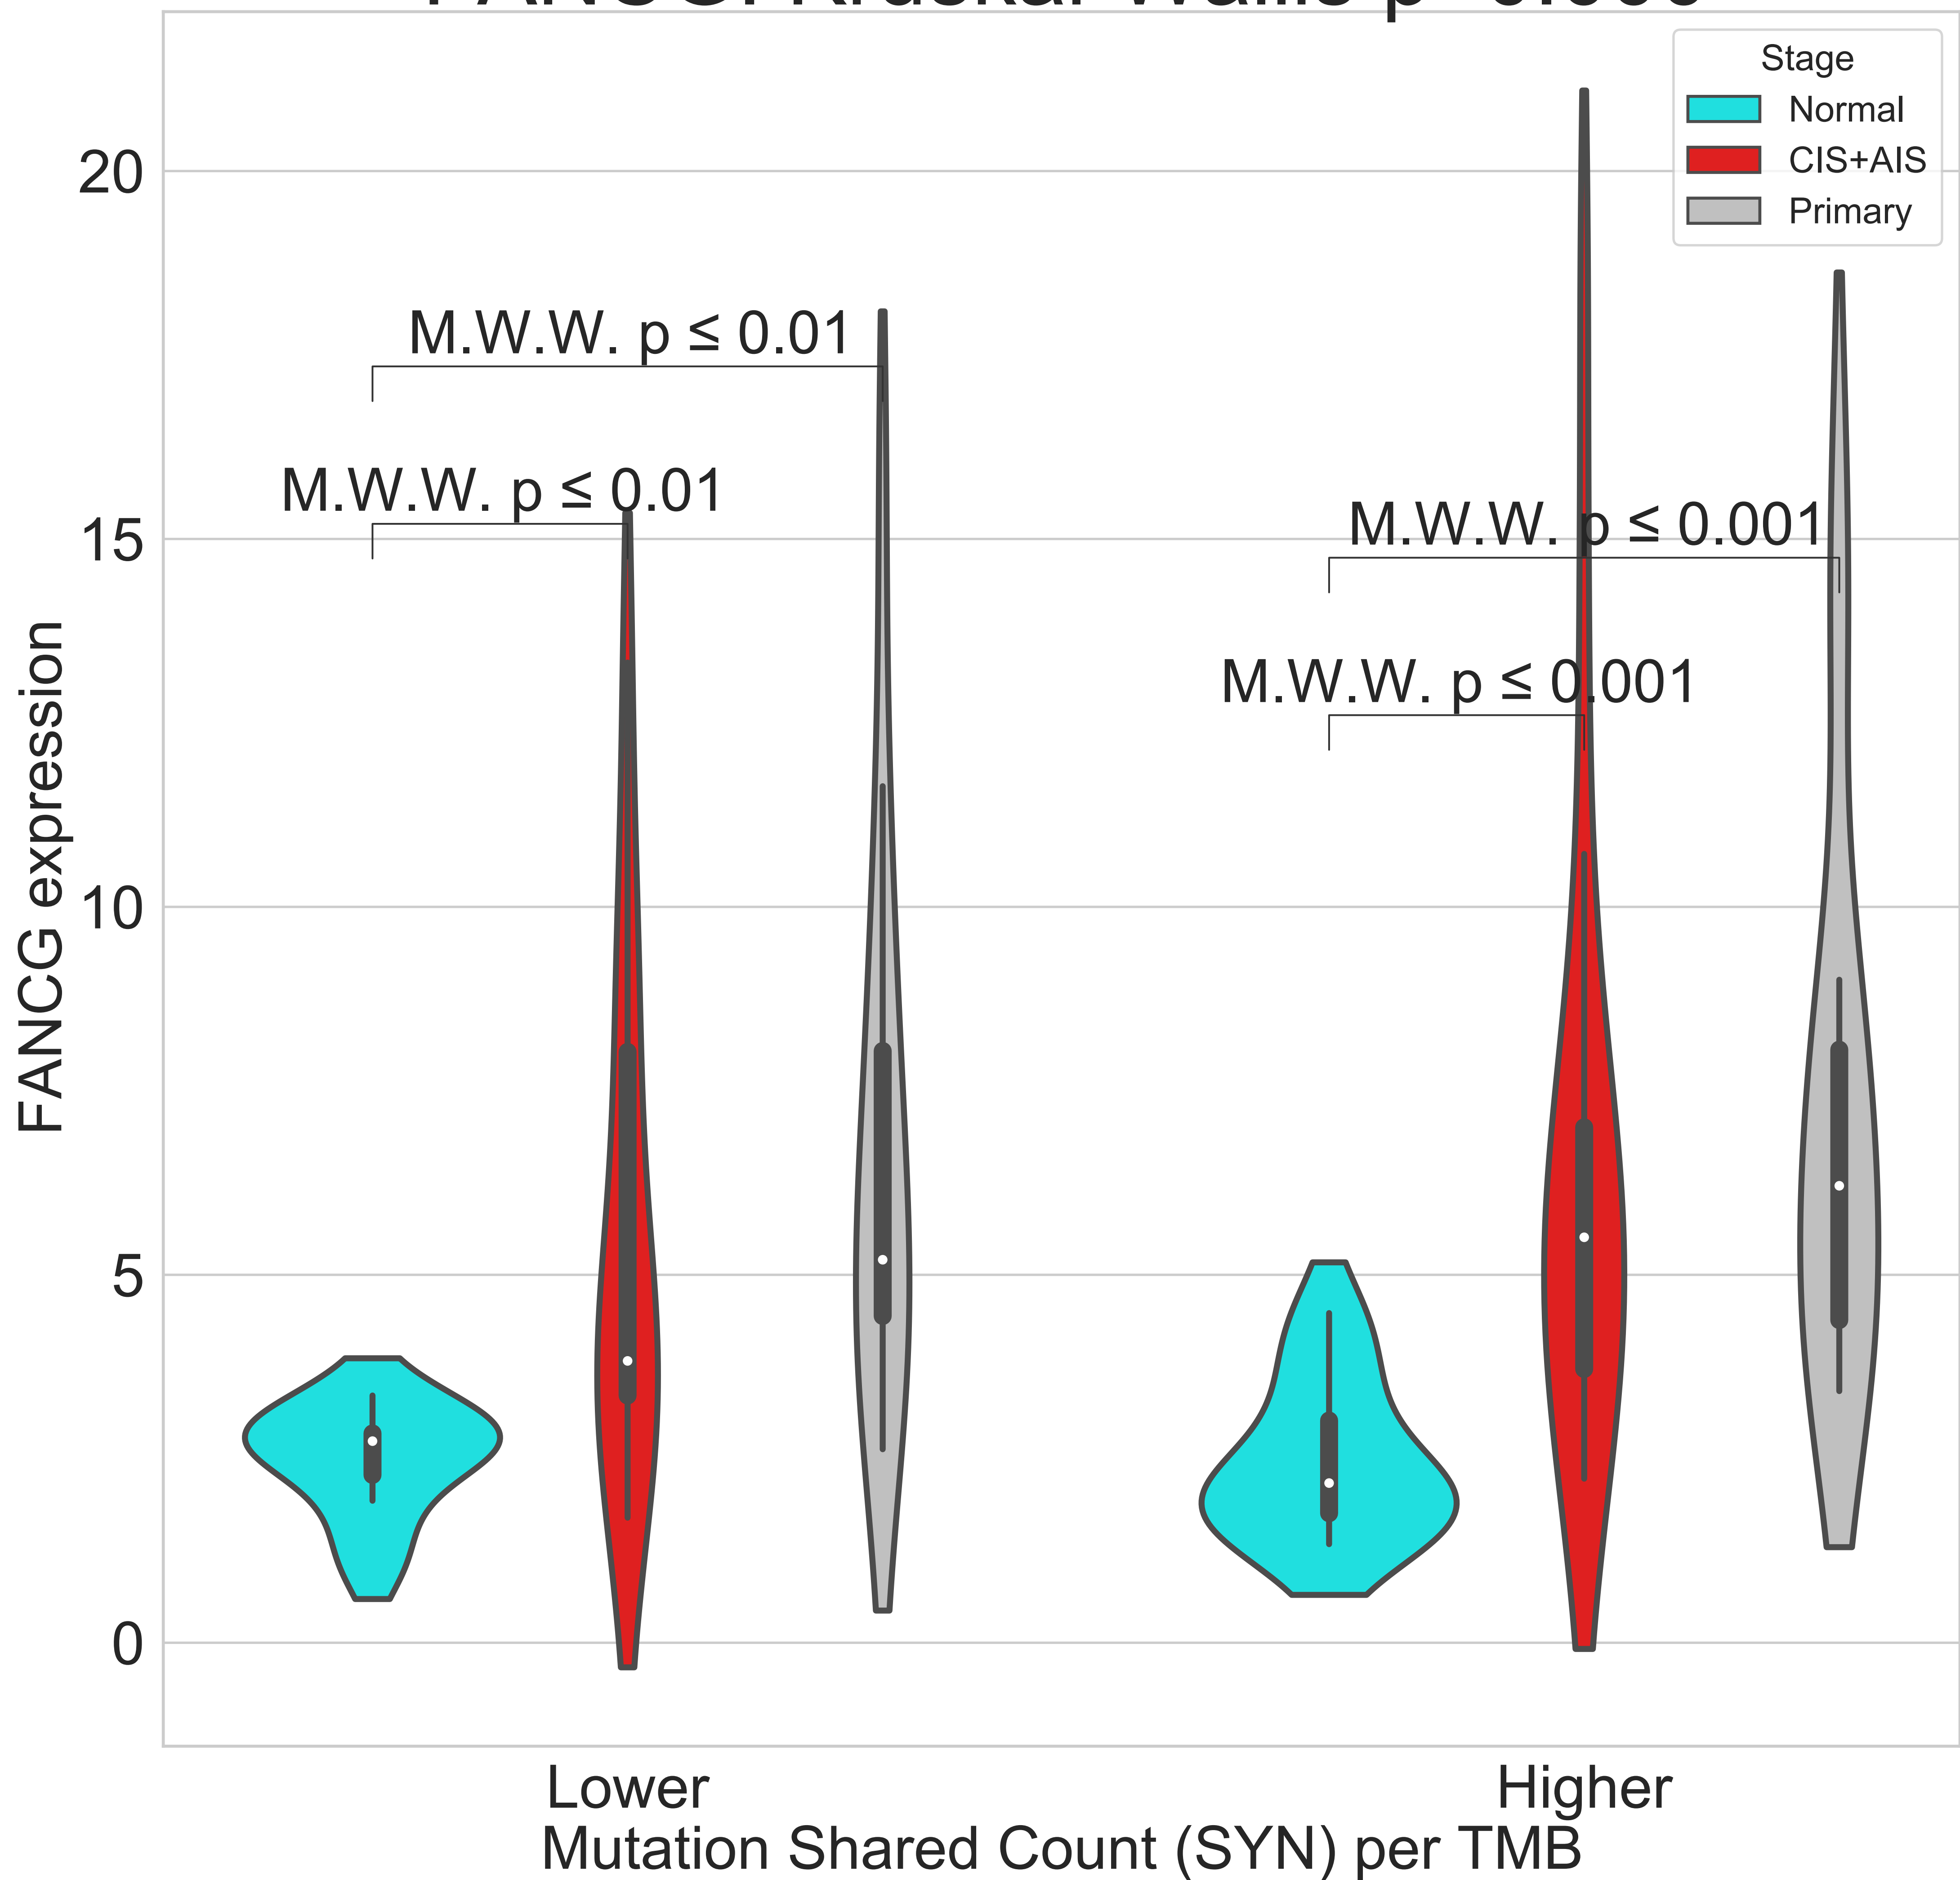 Stage
Normal
CIS+AIS
Primary
20
15
10
5
0
FANCG expression
M.W.W. p ≤ 0.01
M.W.W. p ≤ 0.01
M.W.W. p ≤ 0.001
M.W.W. p ≤ 0.001
Lower
Higher
Mutation Shared Count (SYN) per TMB